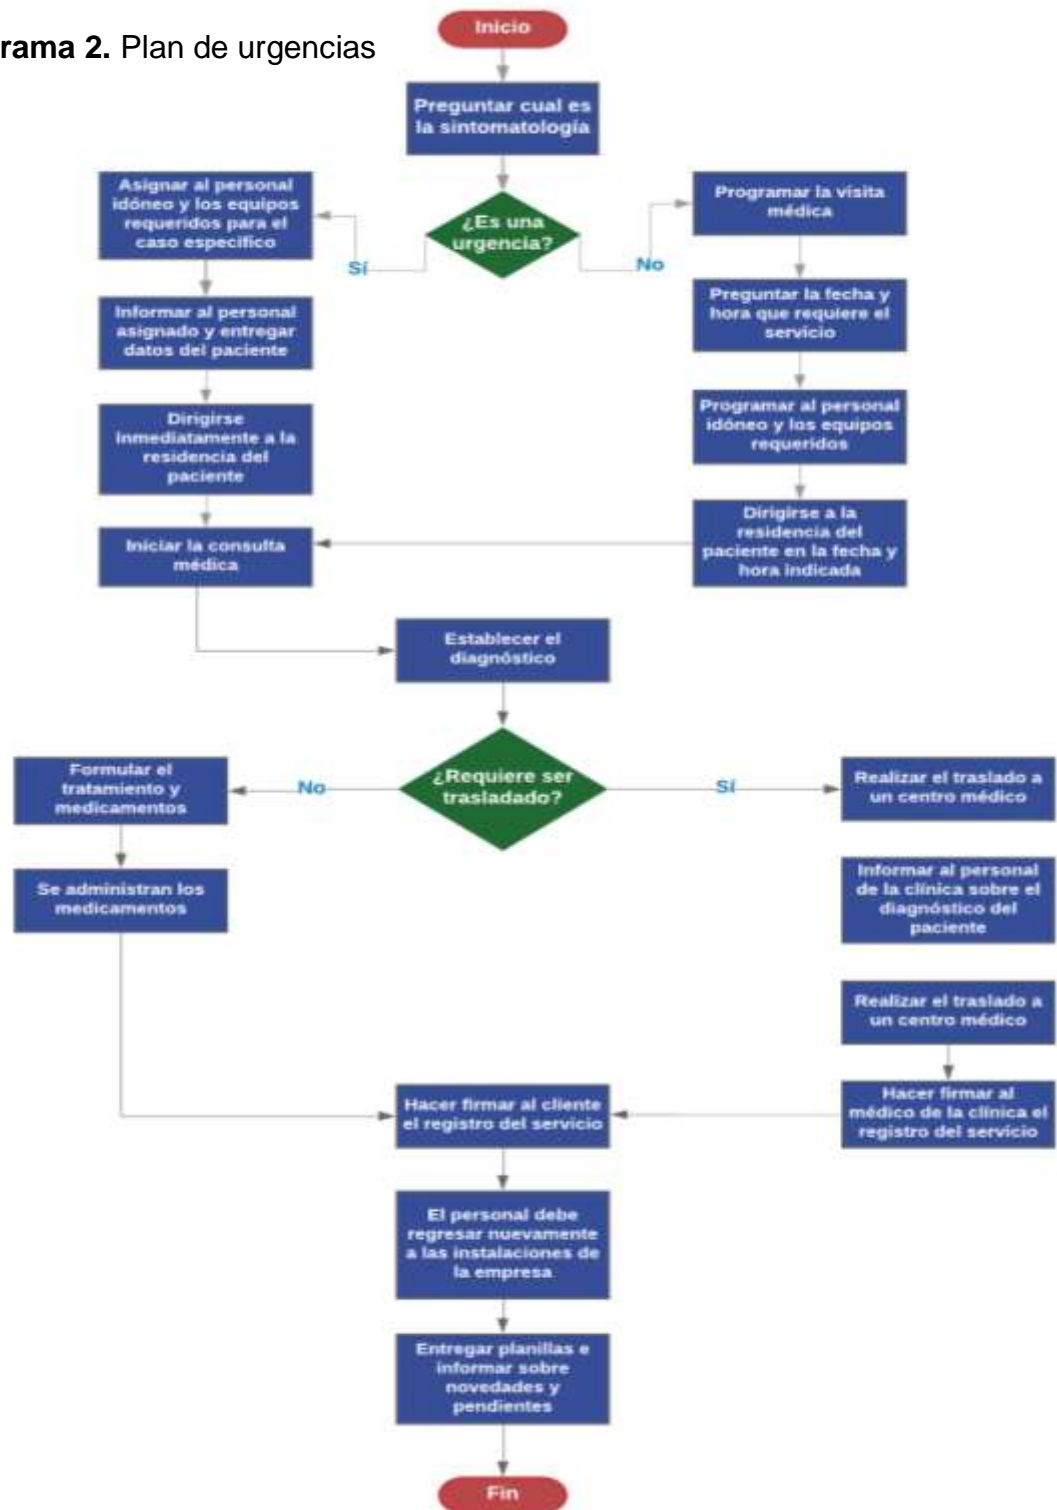 Inicio
rama 2. Plan de urgencias
Preguntar cual es
la sintomatología
¿Es una
urgencia?
Sí
No
Asignar al personal
idóneo y los equipos
requeridos para el
caso específico
Informar al personal
asignado y entregar
datos del paciente
Dirigirse
inmediatamente a la
residencia del
paciente
Iniciar la consulta
médica
Programar la visita
médica
Preguntar la fecha y
hora que requiere el
servicio
Programar al personal
idóneo y los equipos
requeridos
Dirigirse a la
residencia del
paciente en la fecha y
hora indicada
Establecer el
diagnóstico
¿Requiere ser
trasladado?
No
Sí
Formular el
tratamiento y
medicamentos
Se administran los
medicamentos
Realizar el traslado a
un centro médico
Informar al personal
de la clínica sobre el
diagnóstico del
paciente
Realizar el traslado a
un centro médico
Hacer firmar al
médico de la clínica el
registro del servicio
Hacer firmar al cliente
el registro del servicio
El personal debe
regresar nuevamente
a las instalaciones de
la empresa
Entregar planillas e
informar sobre
novedades y
pendientes
Fin